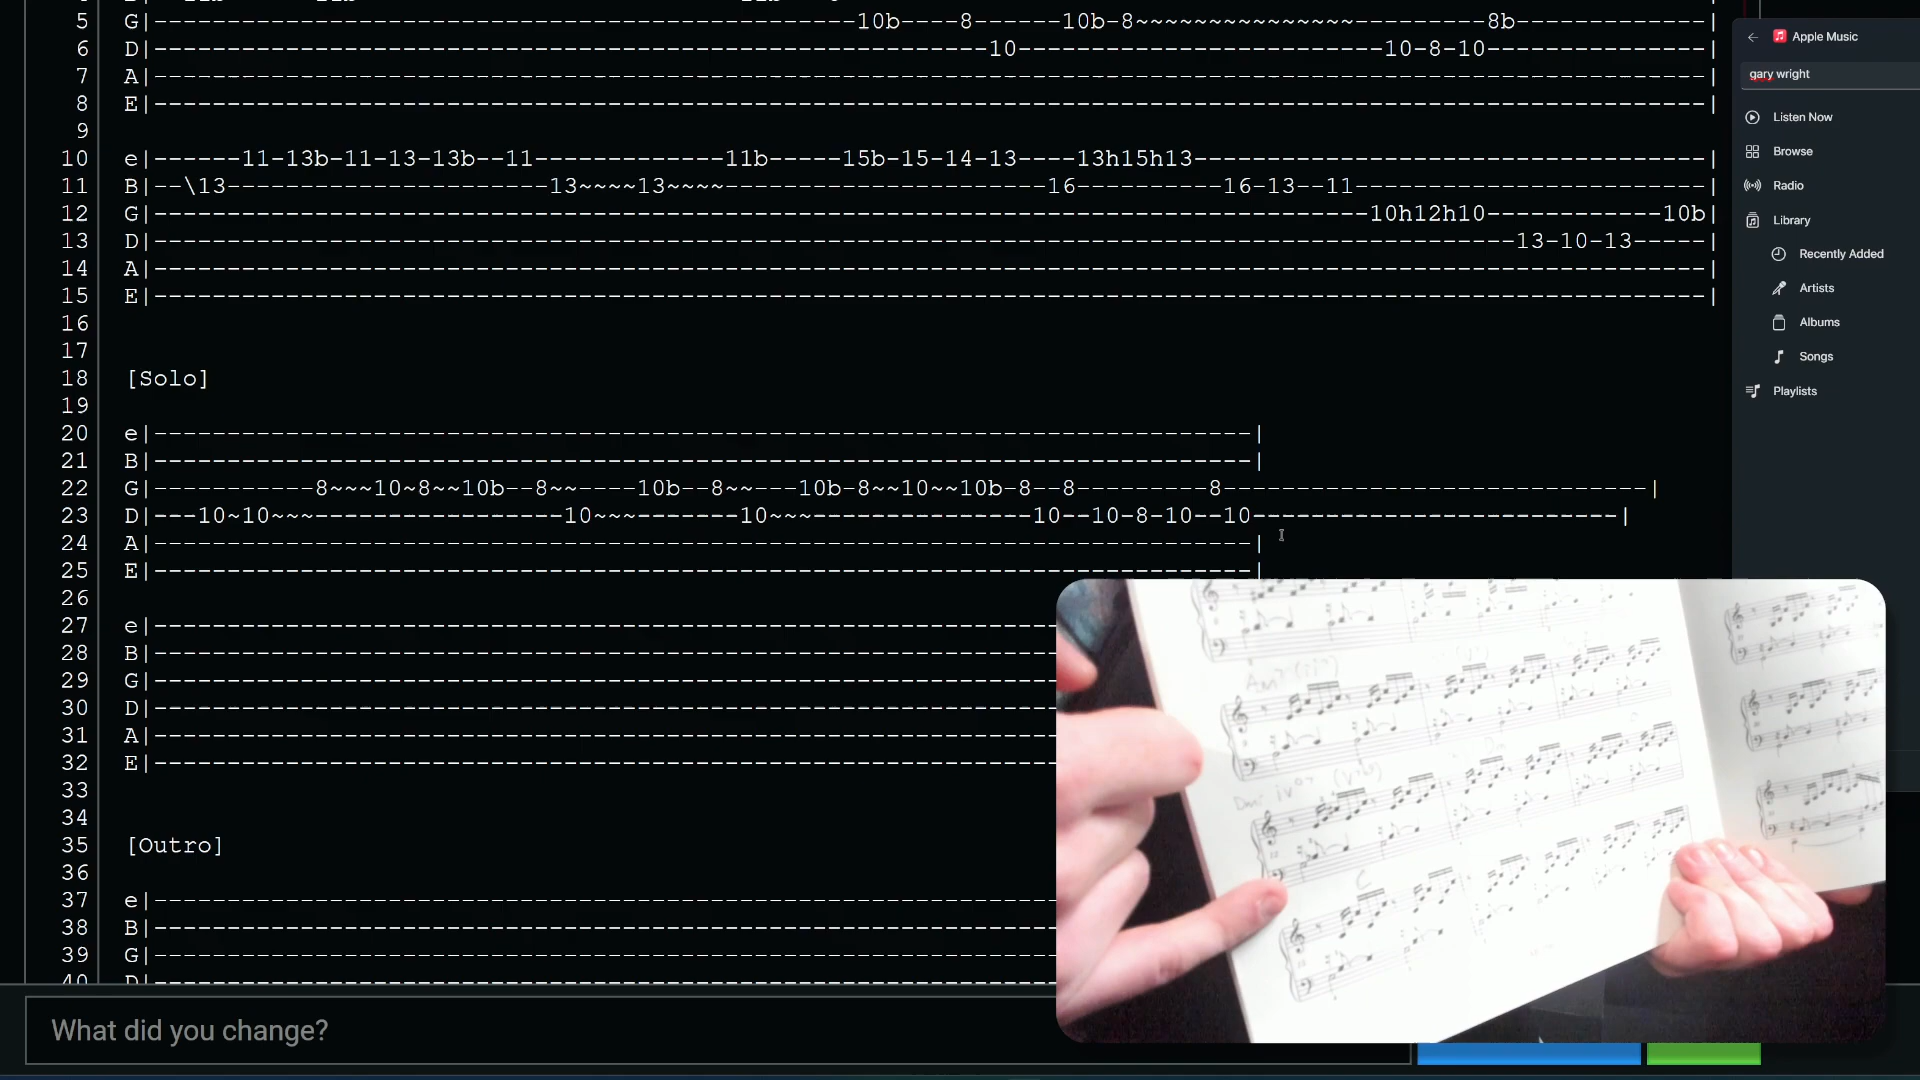 5 G|------------------------------------------------10b----8------10b-8~~~~~~~~~~~~~~~---------8b-------------|
6 D|---------------------------------------------------------10-------------------------10-8-10---------------|
7 A|----------------------------------------------------------------------------------------------------------|
8 E|----------------------------------------------------------------------------------------------------------|
9
10 e|------11-13b-11-13-13b--11-------------11b-----15b-15-14-13----13h15h13-----------------------------------|
11 B|--\13----------------------13~~~~13~~~~----------------------16----------16-13--11------------------------|
12 G|-----------------------------------------------------------------------------------10h12h10------------10b|
13 D|---------------------------------------------------------------------------------------------13-10-13-----|
14 A|----------------------------------------------------------------------------------------------------------|
15 E|----------------------------------------------------------------------------------------------------------|
16
17
18 [Solo]
19
20 e|---------------------------------------------------------------------------|
21 B|---------------------------------------------------------------------------|
22 G|-----------8~~~10~8~~10b--8~~----10b--8~~---10b-8~~10~~10b-8--8---------8-----------------------------|
23 D|---10~10~~~-----------------10~~~-------10~~~---------------10--10-8-10--10-------------------------|
24 A|---------------------------------------------------------------------------|
25 E|---------------------------------------------------------------------------|
26
27 e|--------------------------------------------------------------
28 B|--------------------------------------------------------------
29 G|--------------------------------------------------------------
30 D|--------------------------------------------------------------
31 A|--------------------------------------------------------------
32 E|--------------------------------------------------------------
33
34
35 [Outro]
36
37 e|--------------------------------------------------------------
38 B|--------------------------------------------------------------
39 G|--------------------------------------------------------------
40 D|--------------------------------------------------------------
What did you change?
Apple Music
gary wright
Listen Now
Browse
Radio
Library
Recently Added
Artists
Albums
Songs
Playlists
C